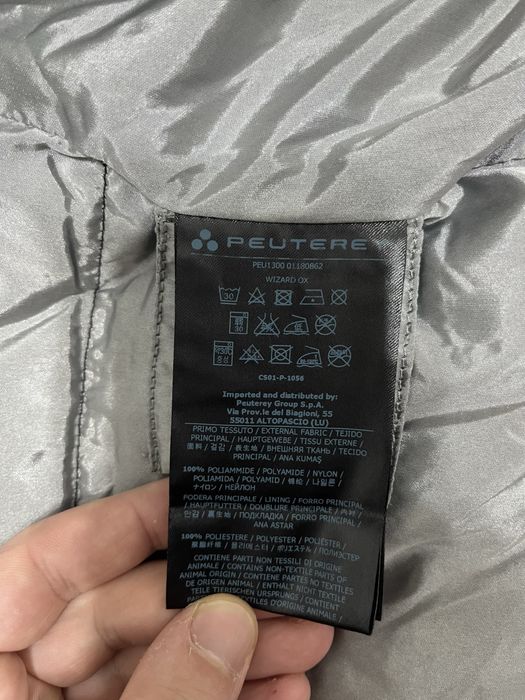 PEUTEREY
PEU1300 01180862
WIZARD QX
30
CS01-P-1056
Imported and distributed by:
Peuterey Group S.p.A.
Via Prov.le dei Biagioni, 55
55011 ALTOPASCIO (LU)
PRIMO TESSUTO / EXTERNAL FABRIC / TEJIDO
PRINCIPAL / HAUPTGEWEBE / TISSU EXTERNE /
面料 / 겉감 / 表生地 / ВНЕШНЯЯ ТКАНЬ / TECIDO
PRINCIPAL / ANA KUMAŞ
100% POLIAMMIDE / POLYAMIDE / NYLON /
POLIAMIDA / POLYAMID / 锦纶 / 나일론 /
ナイロン / НЕЙЛОН
FODERA PRINCIPALE / LINING / FORRO PRINCIPAL
/ HAUPTFUTTER / DOUBLURE PRINCIPALE /
안감 / 裏生地 / ПОДКЛАДКА / FORRO PRINCIPAL /
ANA ASTAR
100% POLIESTERE / POLYESTER / POLIÉSTER /
聚酯纤维 / 폴리에스터 / ポリエステル / ПОЛИЭСТЕР
CONTIENE PARTI NON TESSILI DI ORIGINE
ANIMALE / CONTAINS NON-TEXTILE PARTS OF
ANIMAL ORIGIN / CONTIENE PARTES NO TEXTILES
DE ORIGEN ANIMAL / ENTHALT NICHT TEXTILE
TEILE TIERISCHEN URSPRUNGS / CONTIENT
TEXTILES D'ORIGINE ANIMALE /